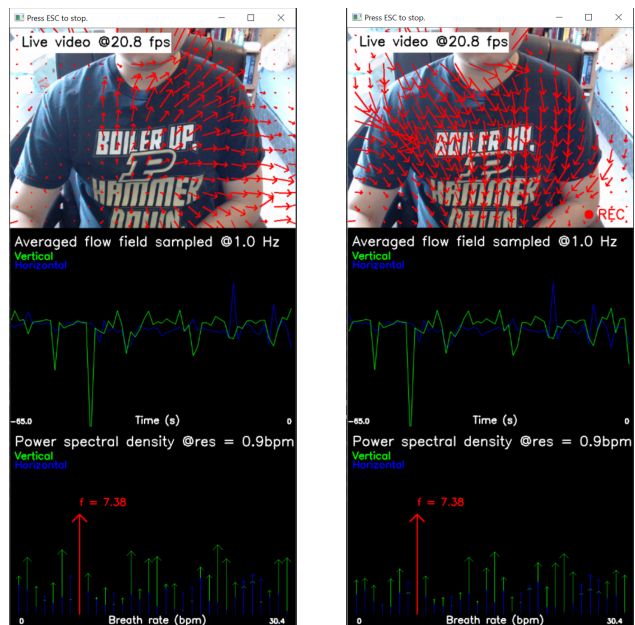 Press ESC to stop.
Live video @20.8 fps
BOILER UP.
P
HAMMER
DOWN
Averaged flow field sampled @1.0 Hz
Vertical
Horizontal
-65.0 Time (s) 0
Power spectral density @res = 0.9bpm
Vertical
Horizontal
f = 7.38
0 Breath rate (bpm) 30.4
Press ESC to stop.
Live video @20.8 fps
BOILER UP.
P
HAMMER
DOWN
REC
Averaged flow field sampled @1.0 Hz
Vertical
Horizontal
-65.0 Time (s) 0
Power spectral density @res = 0.9bpm
Vertical
Horizontal
f = 7.38
0 Breath rate (bpm) 30.4